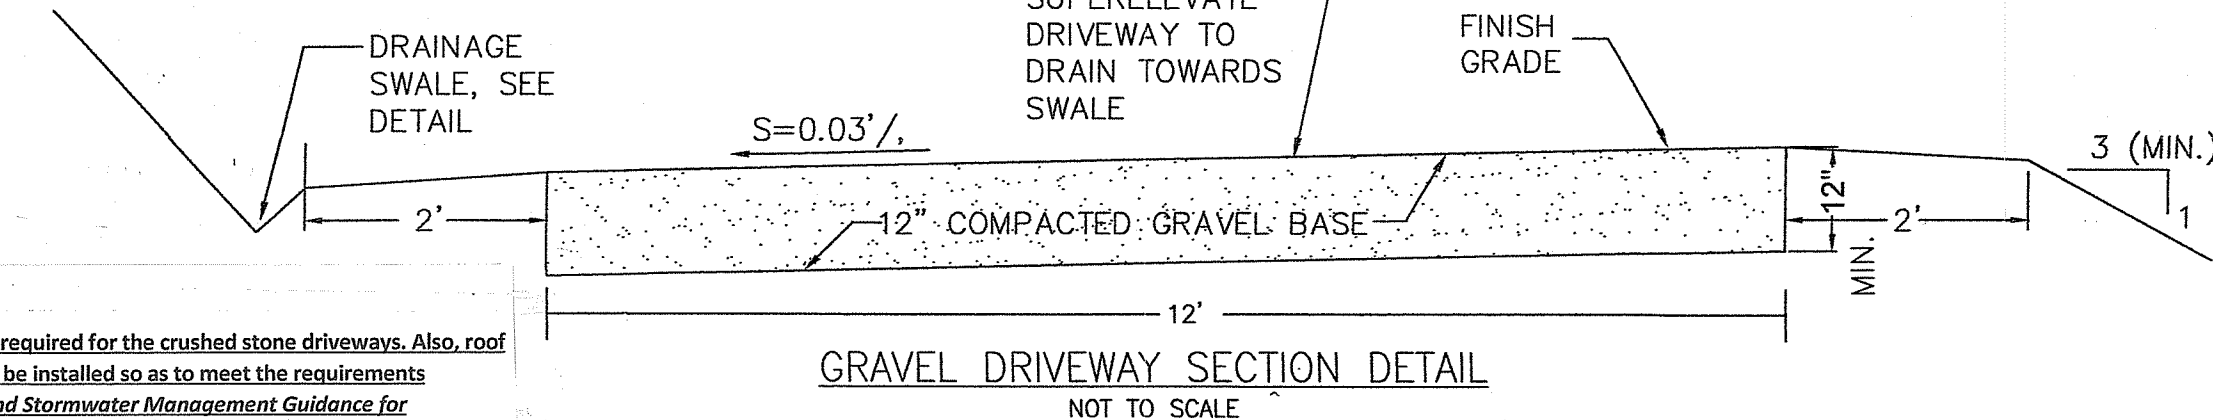 DRAINAGE
SWALE, SEE
DETAIL
SUPERELEVATE
DRIVEWAY TO
DRAIN TOWARDS
SWALE
FINISH
GRADE
S=0.03'/,
3 (MIN.)
1
2'
12" COMPACTED GRAVEL BASE
12"
MIN.
2'
12'
required for the crushed stone driveways. Also, roof
be installed so as to meet the requirements
nd Stormwater Management Guidance for
GRAVEL DRIVEWAY SECTION DETAIL
NOT TO SCALE